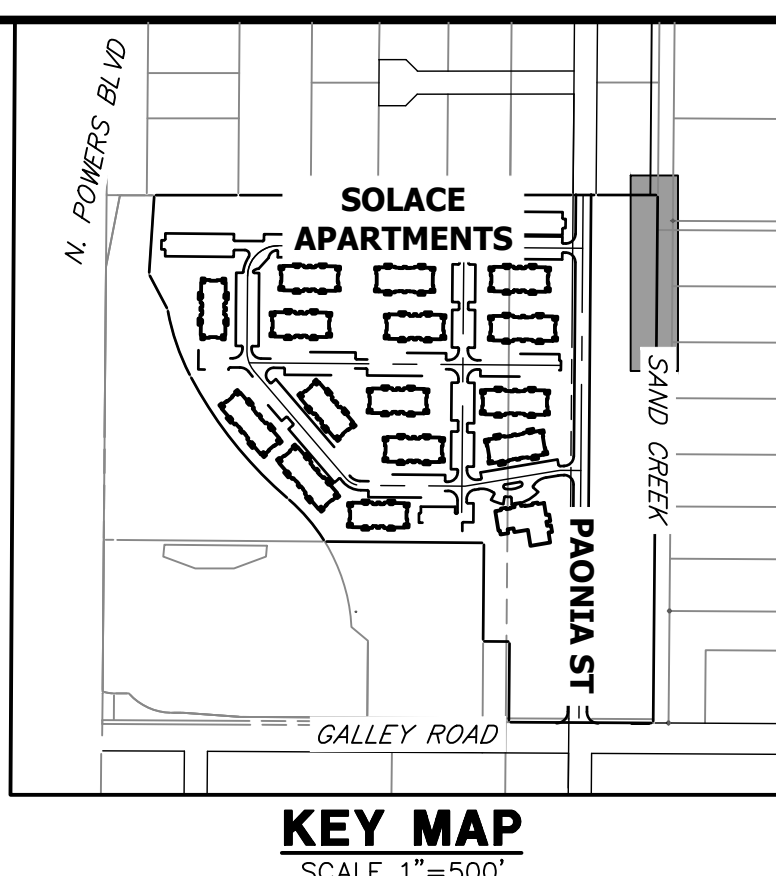 N. POWERS BLVD
SOLACE
APARTMENTS
SAND CREEK
PAONIA ST
GALLEY ROAD
KEY MAP
SCALE 1"=500'